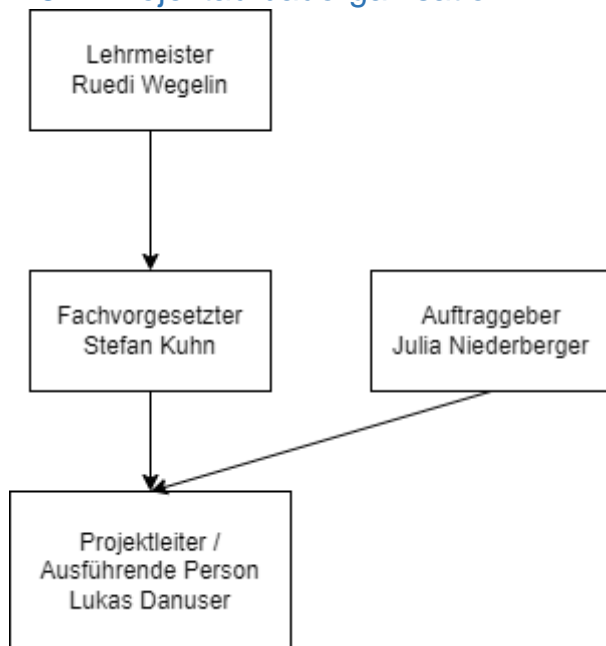 Lehrmeister
Ruedi Wegelin
Fachvorgesetzter
Stefan Kuhn
Auftraggeber
Julia Niederberger
Projektleiter /
Ausführende Person
Lukas Danuser